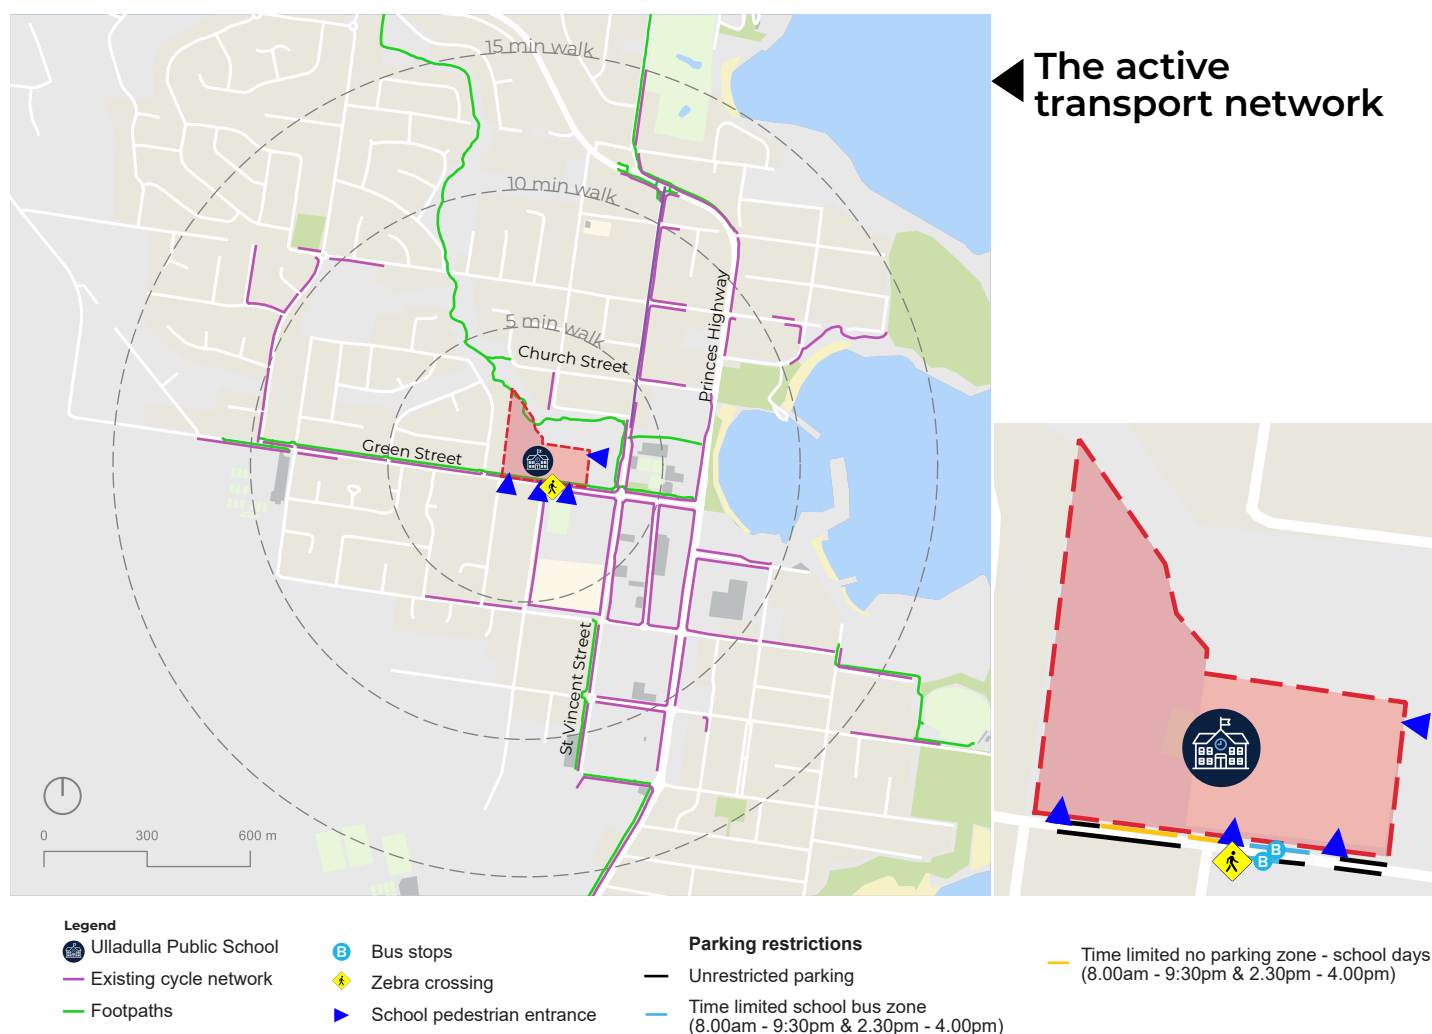 The active
transport network
15 min walk
10 min walk
5 min walk
Church Street
Princes Highway
Green Street
St Vincent Street
0 300 600 m
B
B
Legend
Ulladulla Public School
Existing cycle network
Footpaths
B Bus stops
Zebra crossing
School pedestrian entrance
Parking restrictions
Unrestricted parking
Time limited school bus zone
(8.00am - 9:30pm & 2.30pm - 4.00pm)
Time limited no parking zone - school days
(8.00am - 9:30pm & 2.30pm - 4.00pm)